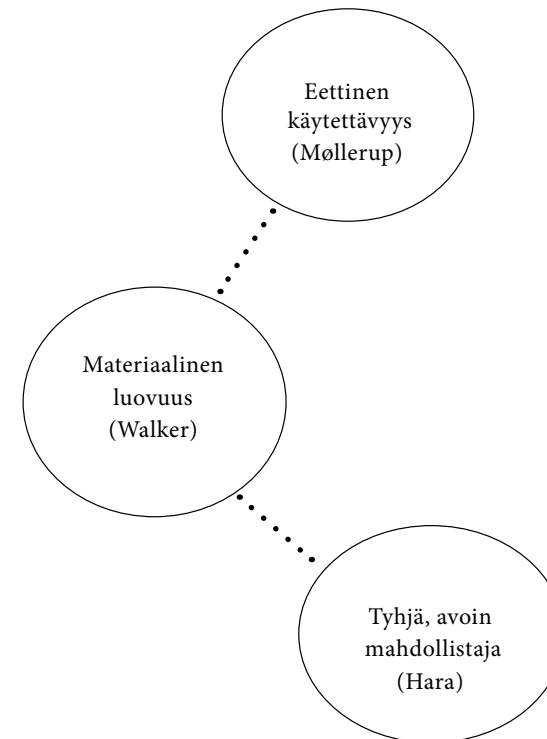 Eettinen
käytettävyys
(Møllerup)
Materiaalinen
luovuus
(Walker)
Tyhjä, avoin
mahdollistaja
(Hara)